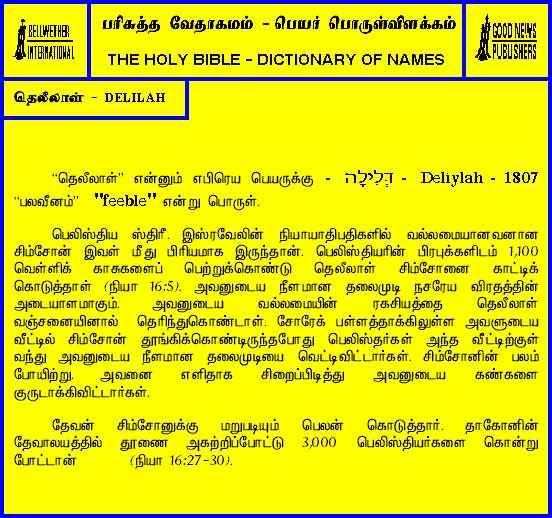 BELLWETHER
INTERNATIONAL
பரிசுத்த வேதாகமம் - பெயர் பொருள்விளக்கம்
THE HOLY BIBLE - DICTIONARY OF NAMES
GOOD NEWS
PUBLISHERS
தெலீலாள் - DELILAH
“தெலீலாள்” என்னும் எபிரெய பெயருக்கு - דְּלִילָה - Deliylah - 1807
“பலவீனம்” "feeble" என்று பொருள்.
பெலிஸ்திய ஸ்திரீ. இஸ்ரவேலின் நியாயாதிபதிகளில் வல்லமையானவனான
சிம்சோன் இவள் மீது பிரியமாக இருந்தான். பெலிஸ்தியரின் பிரபுக்களிடம் 1,100
வெள்ளிக் காசுகளைப் பெற்றுக்கொண்டு தெலீலாள் சிம்சோனை காட்டிக்
கொடுத்தாள் (நியா 16:5). அவனுடைய நீளமான தலைமுடி நசரேய விரதத்தின்
அடையாளமாகும். அவனுடைய வல்லமையின் ரகசியத்தை தெலீலாள்
வஞ்சனையினால் தெரிந்துகொண்டாள். சோரேக் பள்ளத்தாக்கிலுள்ள அவளுடைய
வீட்டில் சிம்சோன் தூங்கிக்கொண்டிருந்தபோது பெலிஸ்தர்கள் அந்த வீட்டிற்குள்
வந்து அவனுடைய நீளமான தலைமுடியை வெட்டிவிட்டார்கள். சிம்சோனின் பலம்
போயிற்று. அவனை எளிதாக சிறைப்பிடித்து அவனுடைய கண்களை
குருடாக்கிவிட்டார்கள்.
தேவன் சிம்சோனுக்கு மறுபடியும் பெலன் கொடுத்தார். தாகோனின்
தேவாலயத்தில் தூணை அகற்றிப்போட்டு 3,000 பெலிஸ்தியர்களை கொன்று
போட்டான் (நியா 16:27-30).